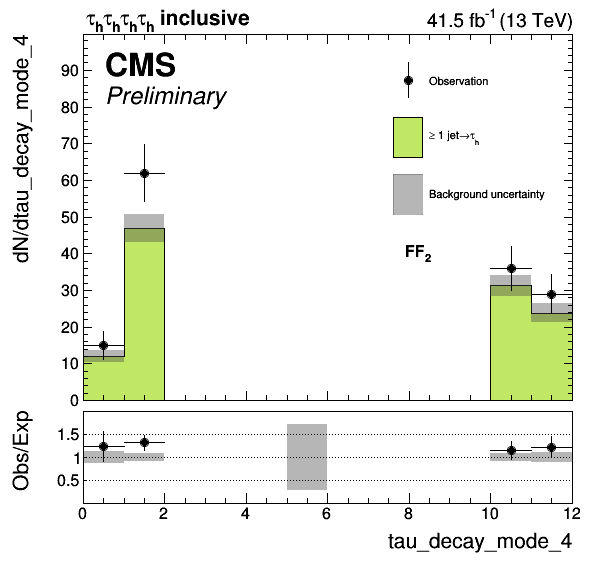 τhτhτhτh inclusive 41.5 fb-1 (13 TeV)
CMS
Preliminary
Observation
≥ 1 jet→τh
Background uncertainty
FF2
dN/dtau_decay_mode_4
90
80
70
60
50
40
30
20
10
0
Obs/Exp
1.5
1
0.5
0 2 4 6 8 10 12
tau_decay_mode_4